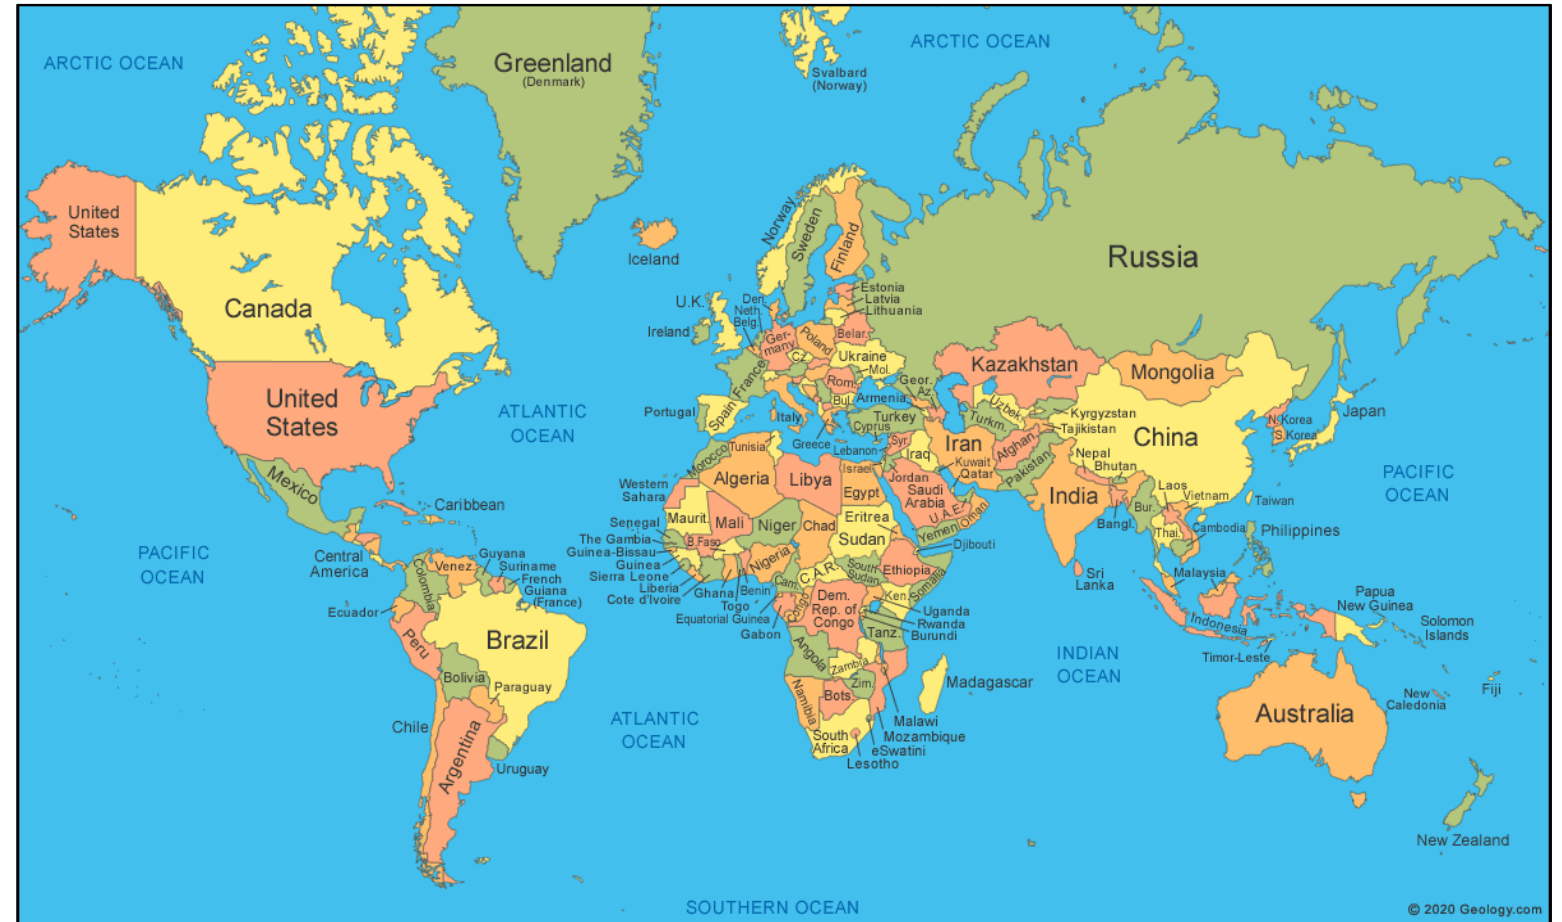 ARCTIC OCEAN
Greenland
(Denmark)
Svalbard
(Norway)
ARCTIC OCEAN
United
States
Canada
Iceland
Norway
Sweden
Finland
Russia
Estonia
Latvia
Lithuania
U.K.
Ireland
Den.
Neth.
Belg.
Ger-
many
Poland
Belar.
Cz.
Ukraine
Mol.
France
Rom.
Bul.
Geor.
Az.
Armenia
Kazakhstan
Mongolia
United
States
ATLANTIC
OCEAN
Portugal
Spain
Italy
Greece
Turkey
Cyprus
Lebanon
Syr.
Israel
Iraq
Iran
Kuwait
Qatar
Uzbek.
Turkm.
Kyrgyzstan
Tajikistan
Afghan.
Pakistan
China
N. Korea
S.Korea
Japan
PACIFIC
OCEAN
Mexico
Caribbean
Central
America
PACIFIC
OCEAN
Morocco
Tunisia
Algeria
Libya
Egypt
Western
Sahara
Jordan
Saudi
Arabia
U.A.E.
Oman
Yemen
Nepal
Bhutan
India
Bangl.
Bur.
Laos
Vietnam
Thai.
Cambodia
Taiwan
Philippines
Maurit.
Mali
Niger
Chad
Eritrea
Sudan
Djibouti
Senegal
The Gambia
Guinea-Bissau
Guinea
Sierra Leone
Liberia
Cote d'Ivoire
B.Faso
Ghana
Togo
Benin
Nigeria
Cam.
C.A.R.
South
Sudan
Ethiopia
Somalia
Equatorial Guinea
Gabon
Congo
Dem.
Rep. of
Congo
Ken.
Uganda
Rwanda
Burundi
Tanz.
Sri
Lanka
Malaysia
Indonesia
Timor-Leste
Papua
New Guinea
Solomon
Islands
Guyana
Suriname
French
Guiana
(France)
Venez.
Colombia
Ecuador
Peru
Brazil
Bolivia
Paraguay
Chile
Argentina
Uruguay
ATLANTIC
OCEAN
Angola
Zambia
Zim.
Namibia
Bots.
South
Africa
Malawi
Mozambique
eSwatini
Lesotho
Madagascar
INDIAN
OCEAN
Australia
New
Caledonia
Fiji
New Zealand
SOUTHERN OCEAN
© 2020 Geology.com